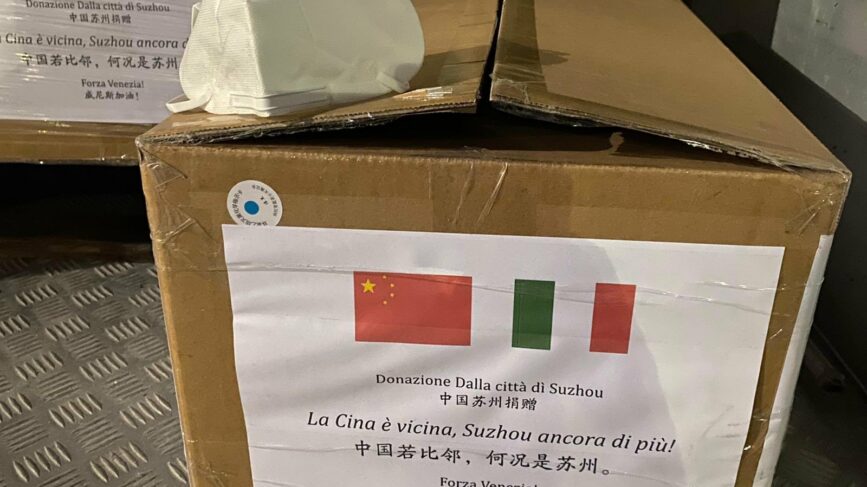 Dalla città di Suzhou
中国苏州捐赠
Cina è vicina, Suzhou ancora
中国若比邻，何况是苏州
Forza Venezia!
威尼斯加油！
Donazione Dalla città dì Suzhou
中国苏州捐赠
La Cina è vicina, Suzhou ancora di più!
中国若比邻，何况是苏州。
Forza Venezia!